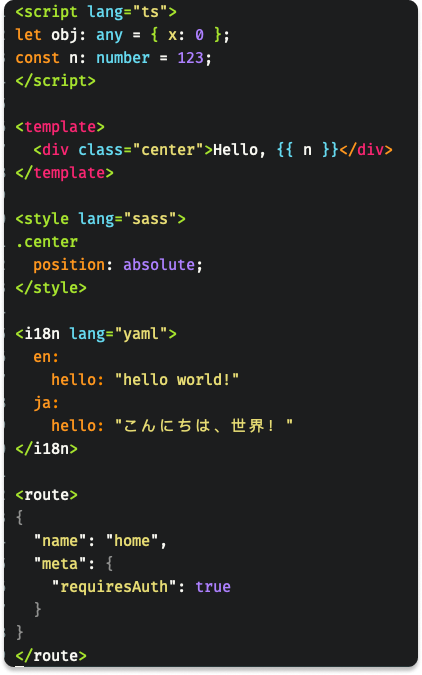 <script lang="ts">
let obj: any = { x: 0 };
const n: number = 123;
</script>

<template>
  <div class="center">Hello, {{ n }}</div>
</template>

<style lang="sass">
.center
  position: absolute;
</style>

<i18n lang="yaml">
  en:
    hello: "hello world!"
  ja:
    hello: "こんにちは、世界！"
</i18n>

<route>
{
  "name": "home",
  "meta": {
    "requiresAuth": true
  }
}
</route>